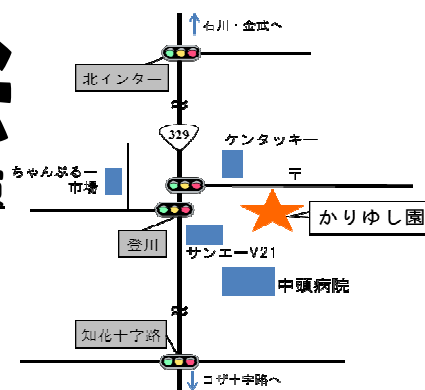 石川・金武へ
北インター
329
ケンタッキー
ちゃんぷるー
市場
〒
かりゆし園
登川
サンエーV21
中頭病院
知花十字路
コザ十字路へ